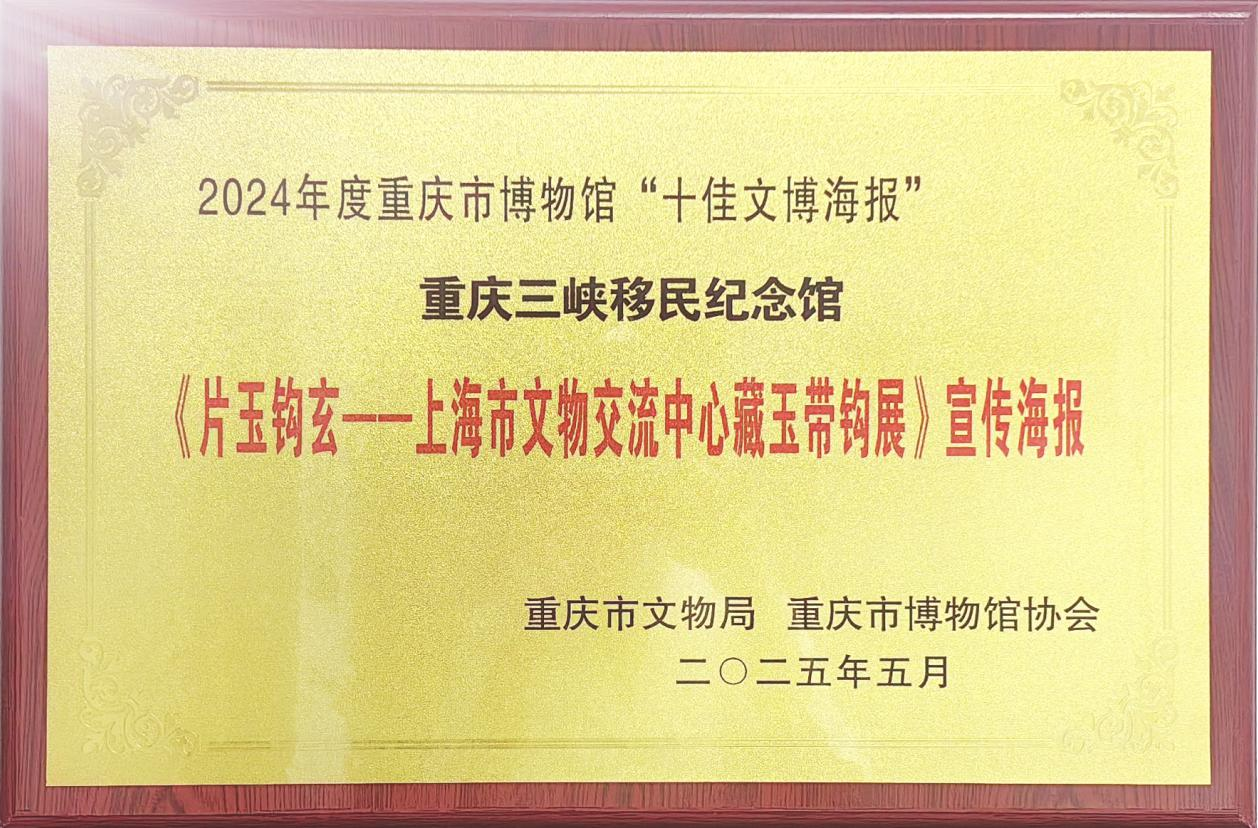 2024年度重庆市博物馆“十佳文博海报”
重庆三峡移民纪念馆
《片玉钩玄——上海市文物交流中心藏玉带钩展》宣传海报
重庆市文物局 重庆市博物馆协会
二〇二五年五月